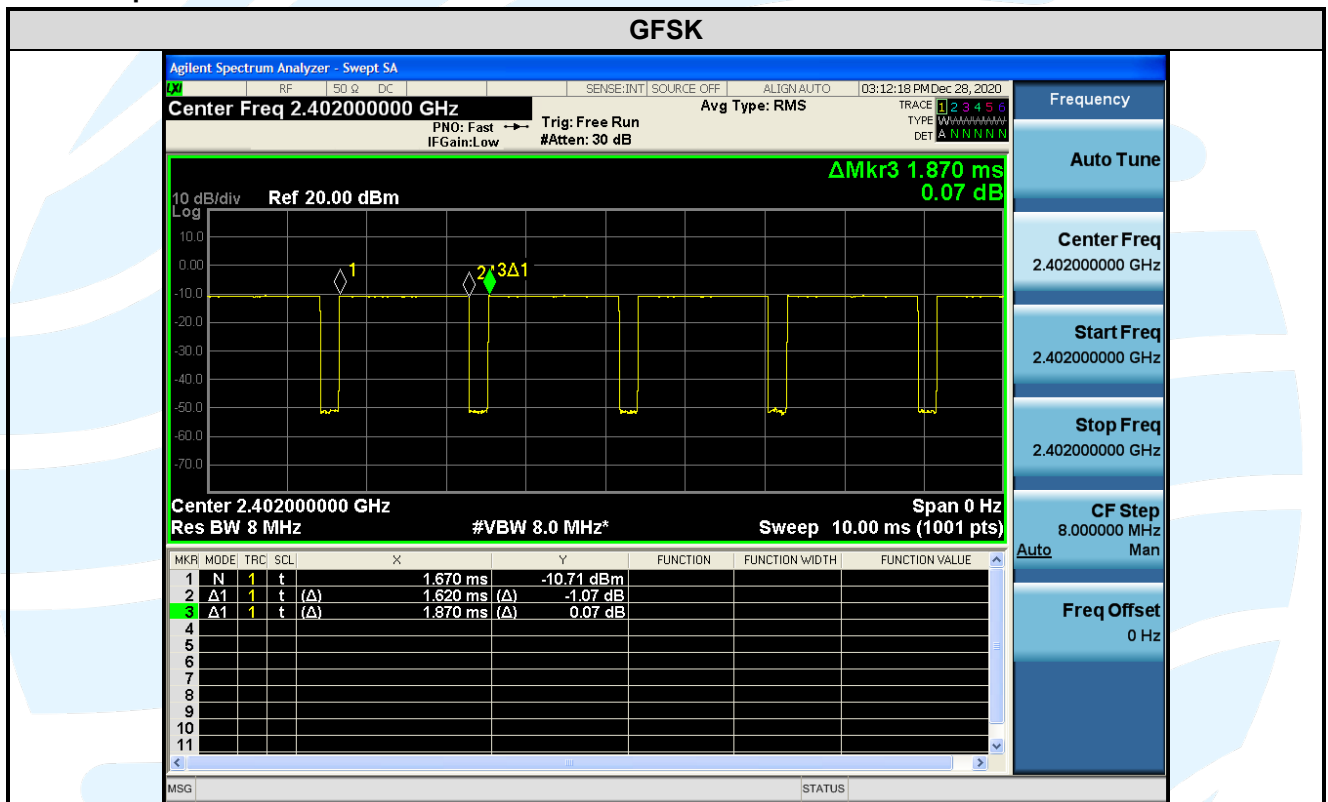 GFSK
Agilent Spectrum Analyzer - Swept SA
LXI RF 50 Ω DC SENSE:INT SOURCE OFF ALIGN AUTO 03:12:18 PM Dec 28, 2020
Center Freq 2.402000000 GHz
PNO: Fast
IFGain:Low
Trig: Free Run
#Atten: 30 dB
Avg Type: RMS
TRACE 1 2 3 4 5 6
TYPE
DET A N N N N N
ΔMkr3 1.870 ms
0.07 dB
10 dB/div Ref 20.00 dBm
Log
10.0
0.00
-10.0
-20.0
-30.0
-40.0
-50.0
-60.0
-70.0
1
2 3Δ1
Center 2.402000000 GHz Span 0 Hz
Res BW 8 MHz #VBW 8.0 MHz* Sweep 10.00 ms (1001 pts)
MKR MODE TRC SCL X Y FUNCTION FUNCTION WIDTH FUNCTION VALUE
1 N 1 t 1.670 ms -10.71 dBm
2 Δ1 1 t (Δ) 1.620 ms (Δ) -1.07 dB
3 Δ1 1 t (Δ) 1.870 ms (Δ) 0.07 dB
4
5
6
7
8
9
10
11
MSG STATUS
Frequency
Auto Tune
Center Freq
2.402000000 GHz
Start Freq
2.402000000 GHz
Stop Freq
2.402000000 GHz
CF Step
8.000000 MHz
Auto Man
Freq Offset
0 Hz